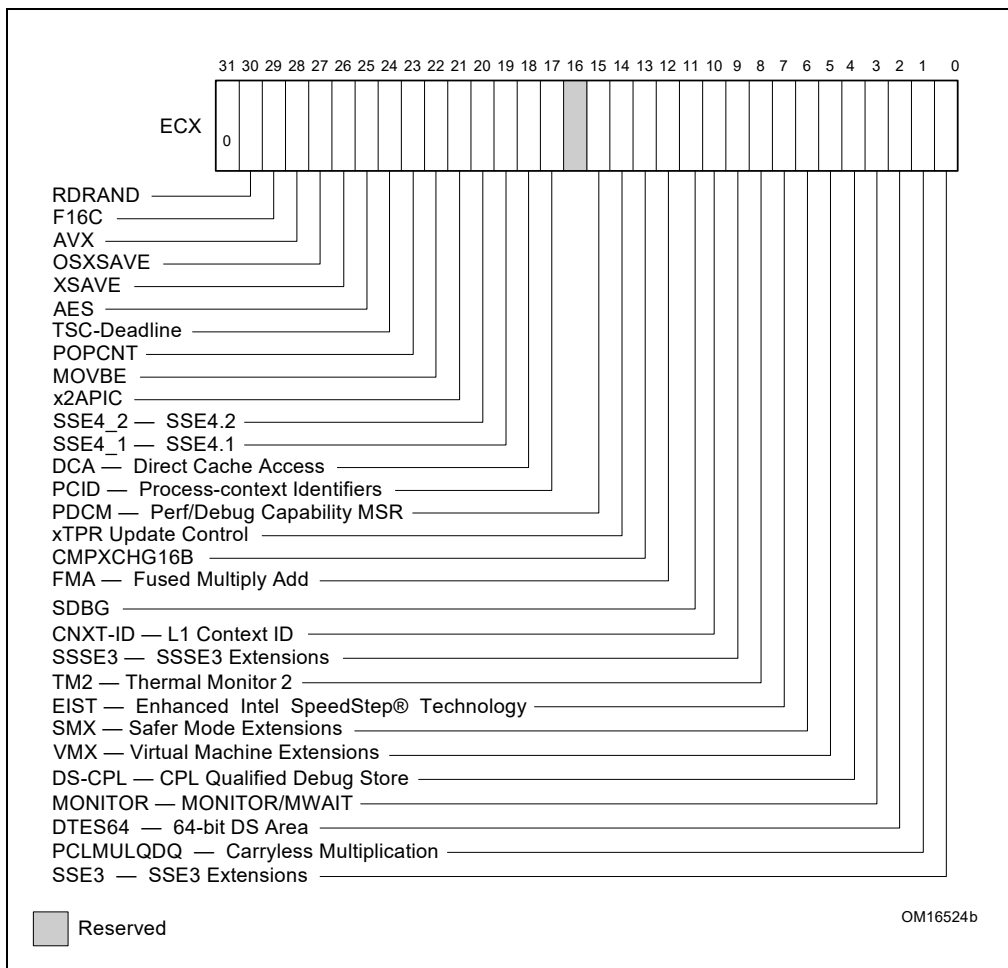 31 30 29 28 27 26 25 24 23 22 21 20 19 18 17 16 15 14 13 12 11 10 9 8 7 6 5 4 3 2 1 0
ECX
0
RDRAND
F16C
AVX
OSXSAVE
XSAVE
AES
TSC-Deadline
POPCNT
MOVBE
x2APIC
SSE4_2 — SSE4.2
SSE4_1 — SSE4.1
DCA — Direct Cache Access
PCID — Process-context Identifiers
PDCM — Perf/Debug Capability MSR
xTPR Update Control
CMPXCHG16B
FMA — Fused Multiply Add
SDBG
CNXT-ID — L1 Context ID
SSSE3 — SSSE3 Extensions
TM2 — Thermal Monitor 2
EIST — Enhanced Intel SpeedStep® Technology
SMX — Safer Mode Extensions
VMX — Virtual Machine Extensions
DS-CPL — CPL Qualified Debug Store
MONITOR — MONITOR/MWAIT
DTES64 — 64-bit DS Area
PCLMULQDQ — Carryless Multiplication
SSE3 — SSE3 Extensions
OM16524b
Reserved